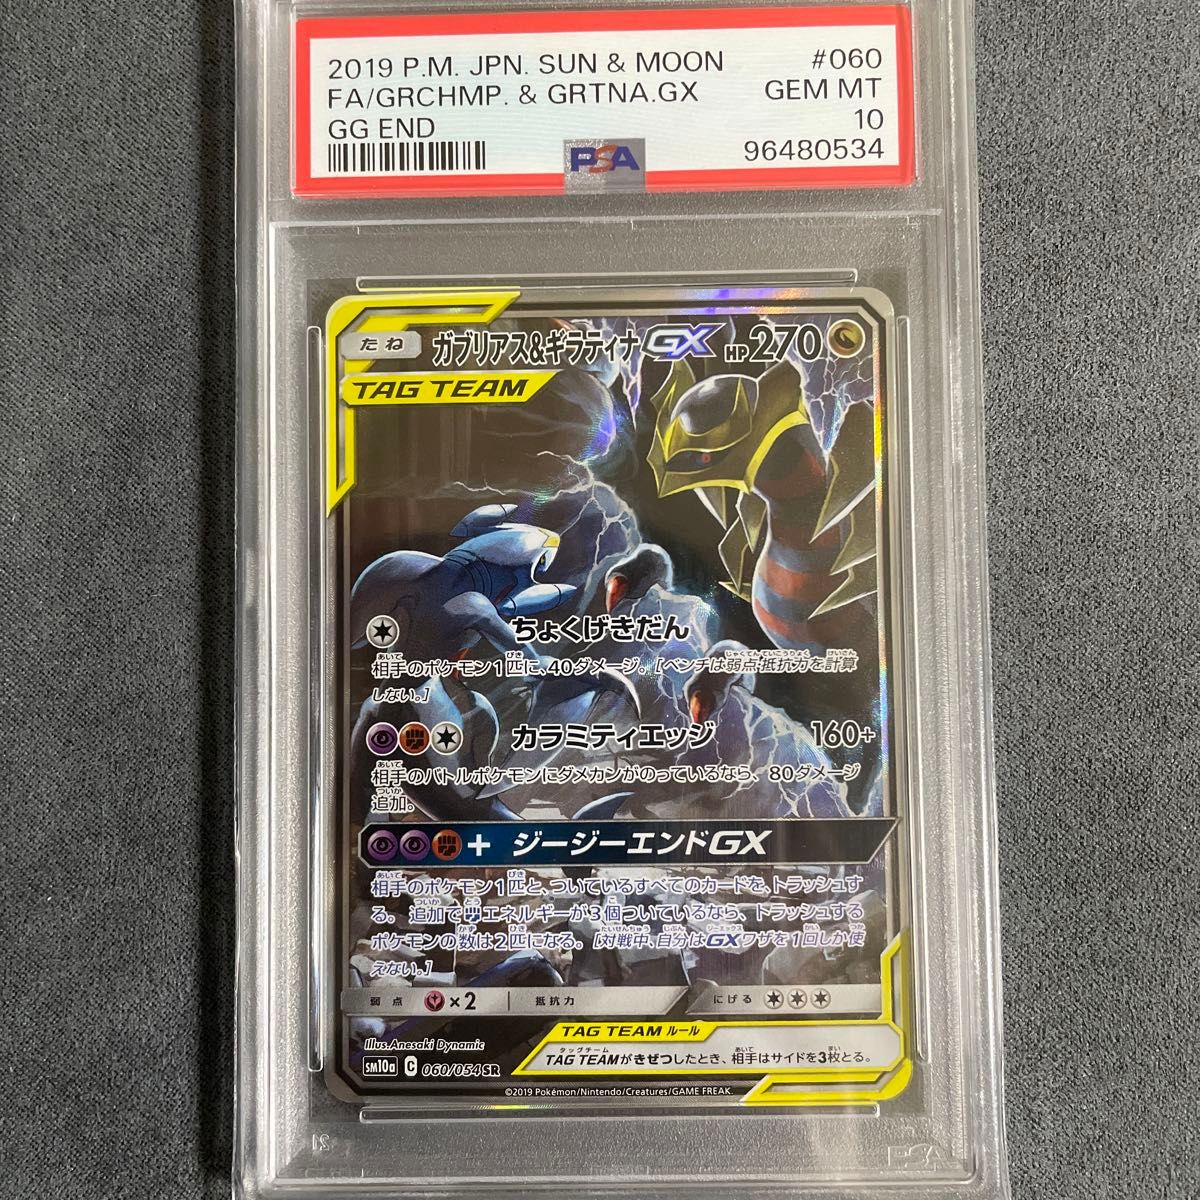 2019 P.M. JPN. SUN & MOON #060
FA/GRCHMP. & GRTNA.GX GEM MT
GG END 10
PSA 96480534
たね ガブリアス&ギラティナGX HP270
TAG TEAM
ちょくげきだん
相手のポケモン1匹に、40ダメージ。[ベンチは弱点・抵抗力を計算
しない。]
カラミティエッジ 160+
相手のバトルポケモンにダメカンがのっているなら、80ダメージ
追加。
+ ジージーエンドGX
相手のポケモン1匹と、ついているすべてのカードを、トラッシュす
る。追加でエネルギーが3個ついているなら、トラッシュする
ポケモンの数は2匹になる。[対戦中、自分はGXワザを1回しか使
えない。]
弱点 ×2 抵抗力 にげる
Illus.Anesaki Dynamic
TAG TEAM ルール
TAG TEAMがきぜつしたとき、相手はサイドを3枚とる。
SM10a C 060/054 SR
©2019 Pokémon/Nintendo/Creatures/GAME FREAK.
PSA